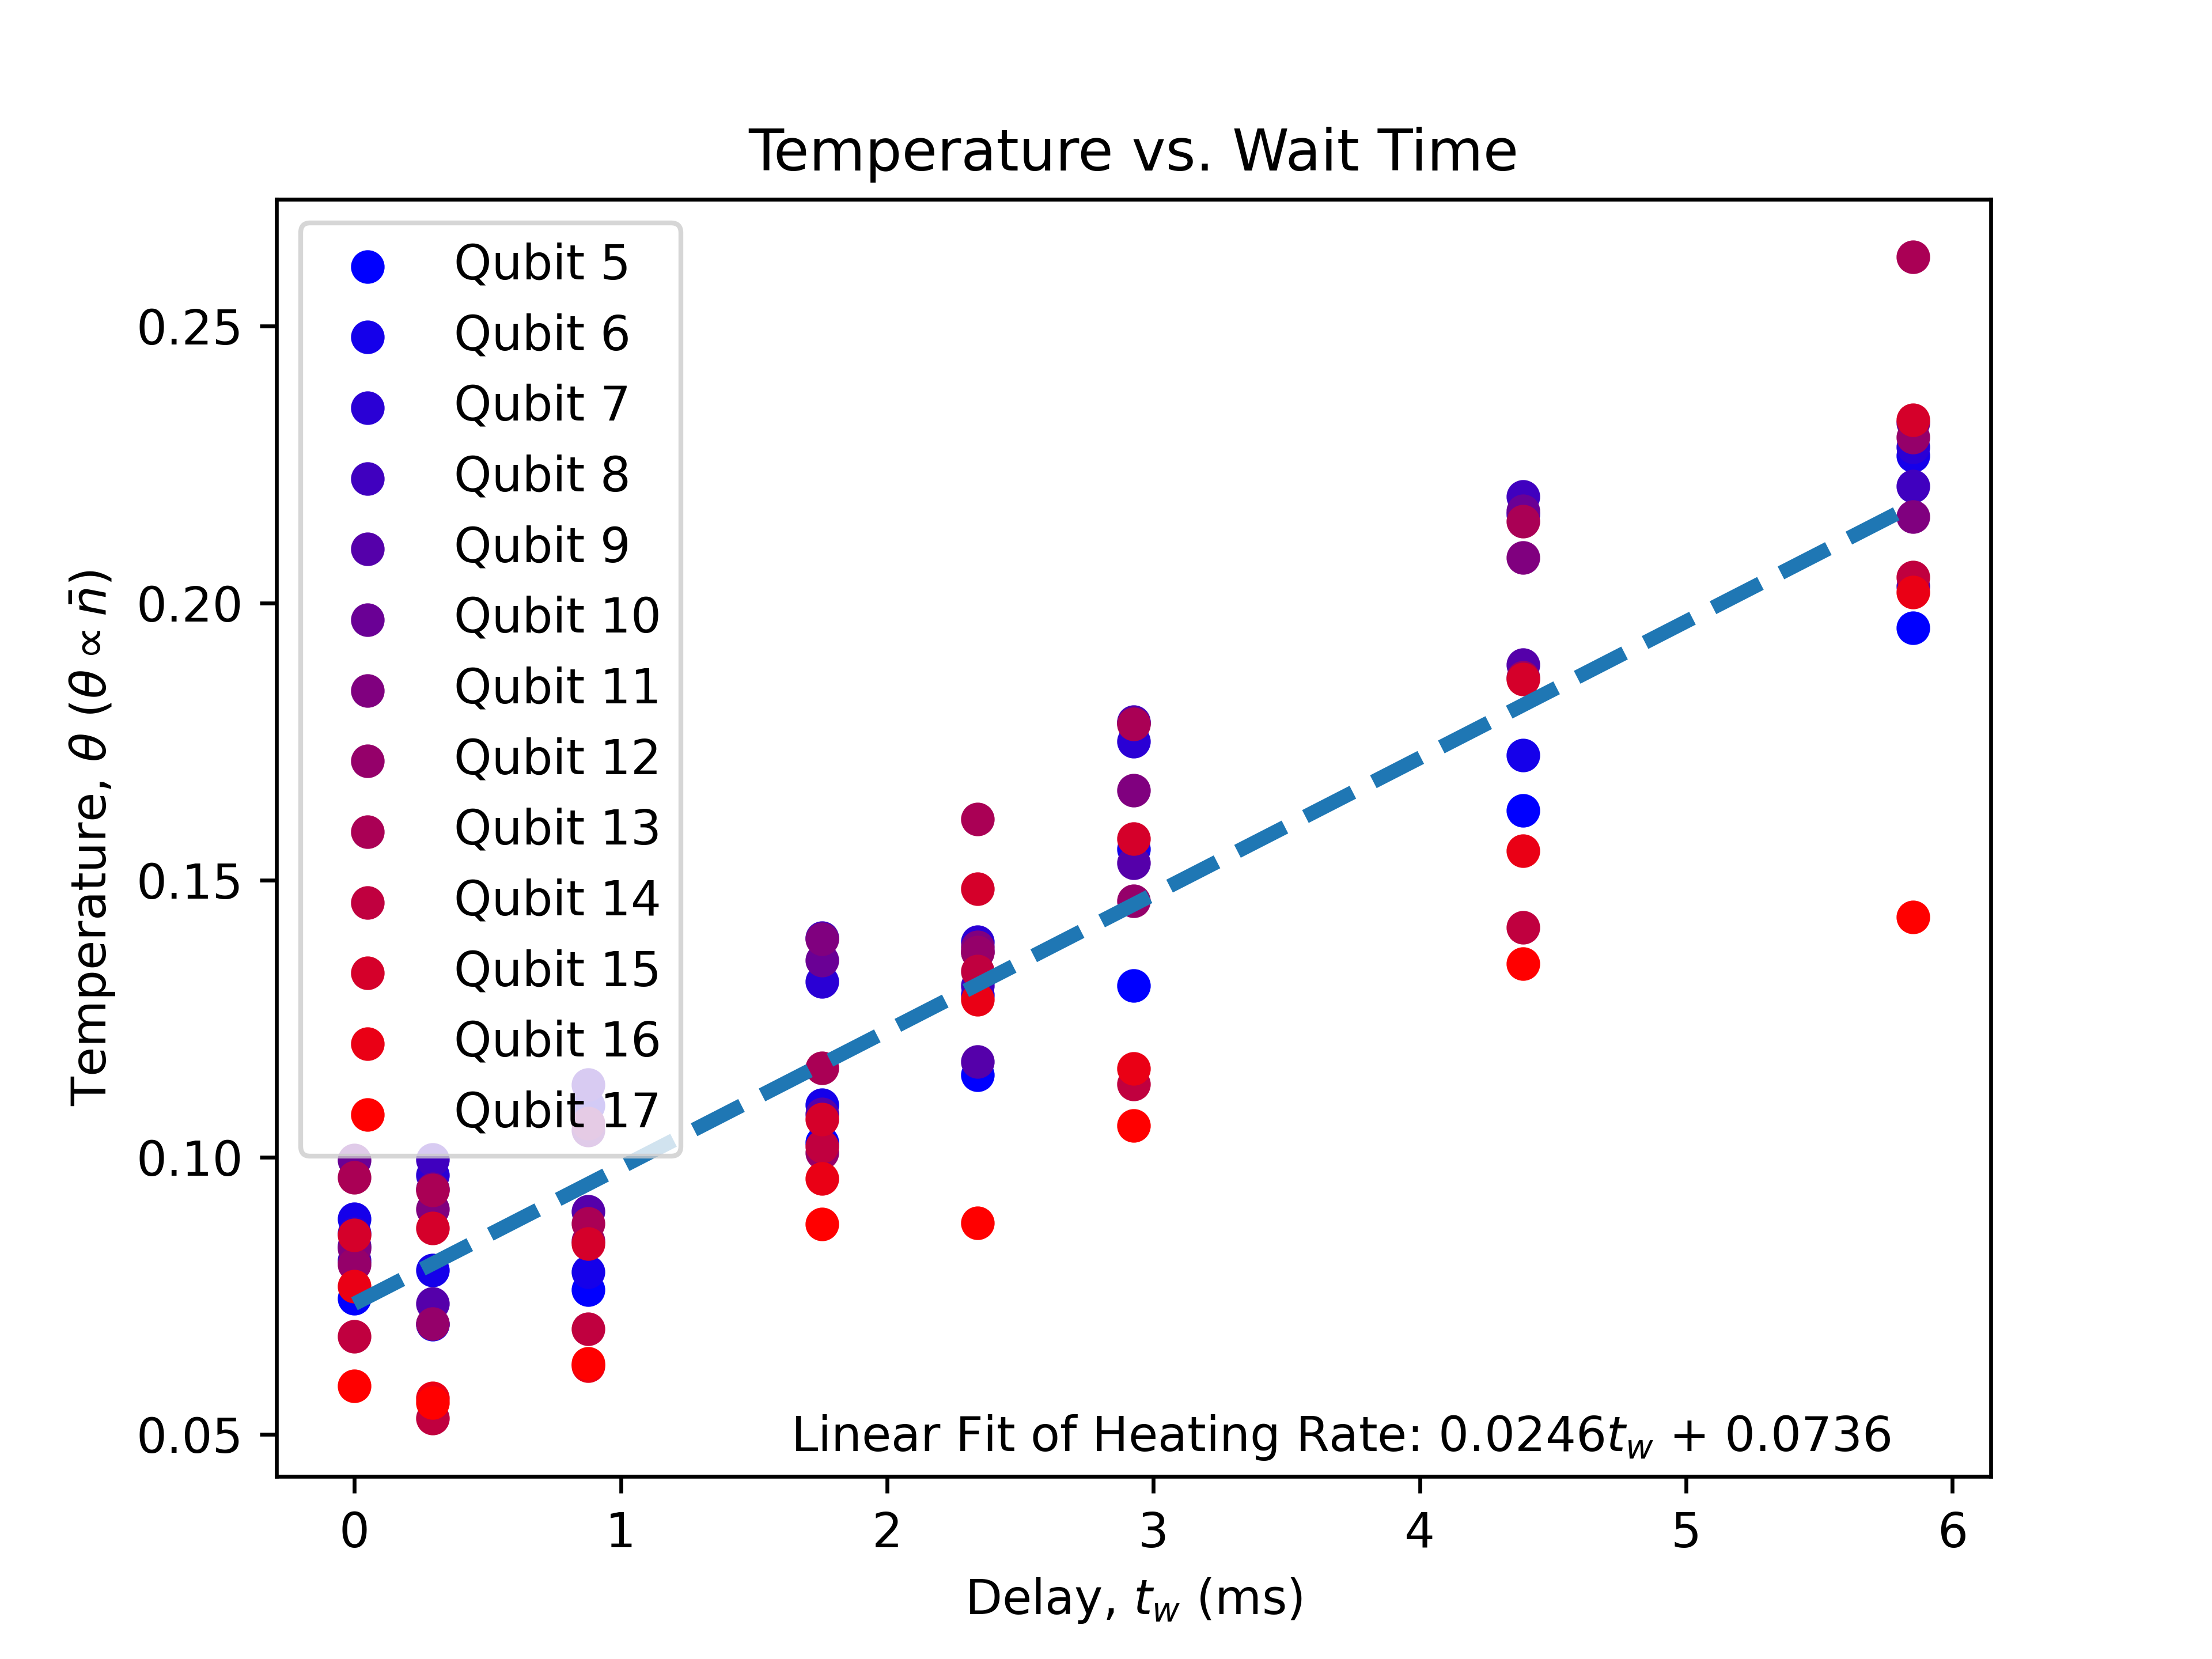 Temperature vs. Wait Time
Qubit 5
Qubit 6
Qubit 7
Qubit 8
Qubit 9
Qubit 10
Qubit 11
Qubit 12
Qubit 13
Qubit 14
Qubit 15
Qubit 16
Qubit 17
0.25
0.20
0.15
0.10
0.05
Temperature, θ (θ ∝ n̄)
Linear Fit of Heating Rate: 0.0246t_w + 0.0736
0 1 2 3 4 5 6
Delay, t_w (ms)